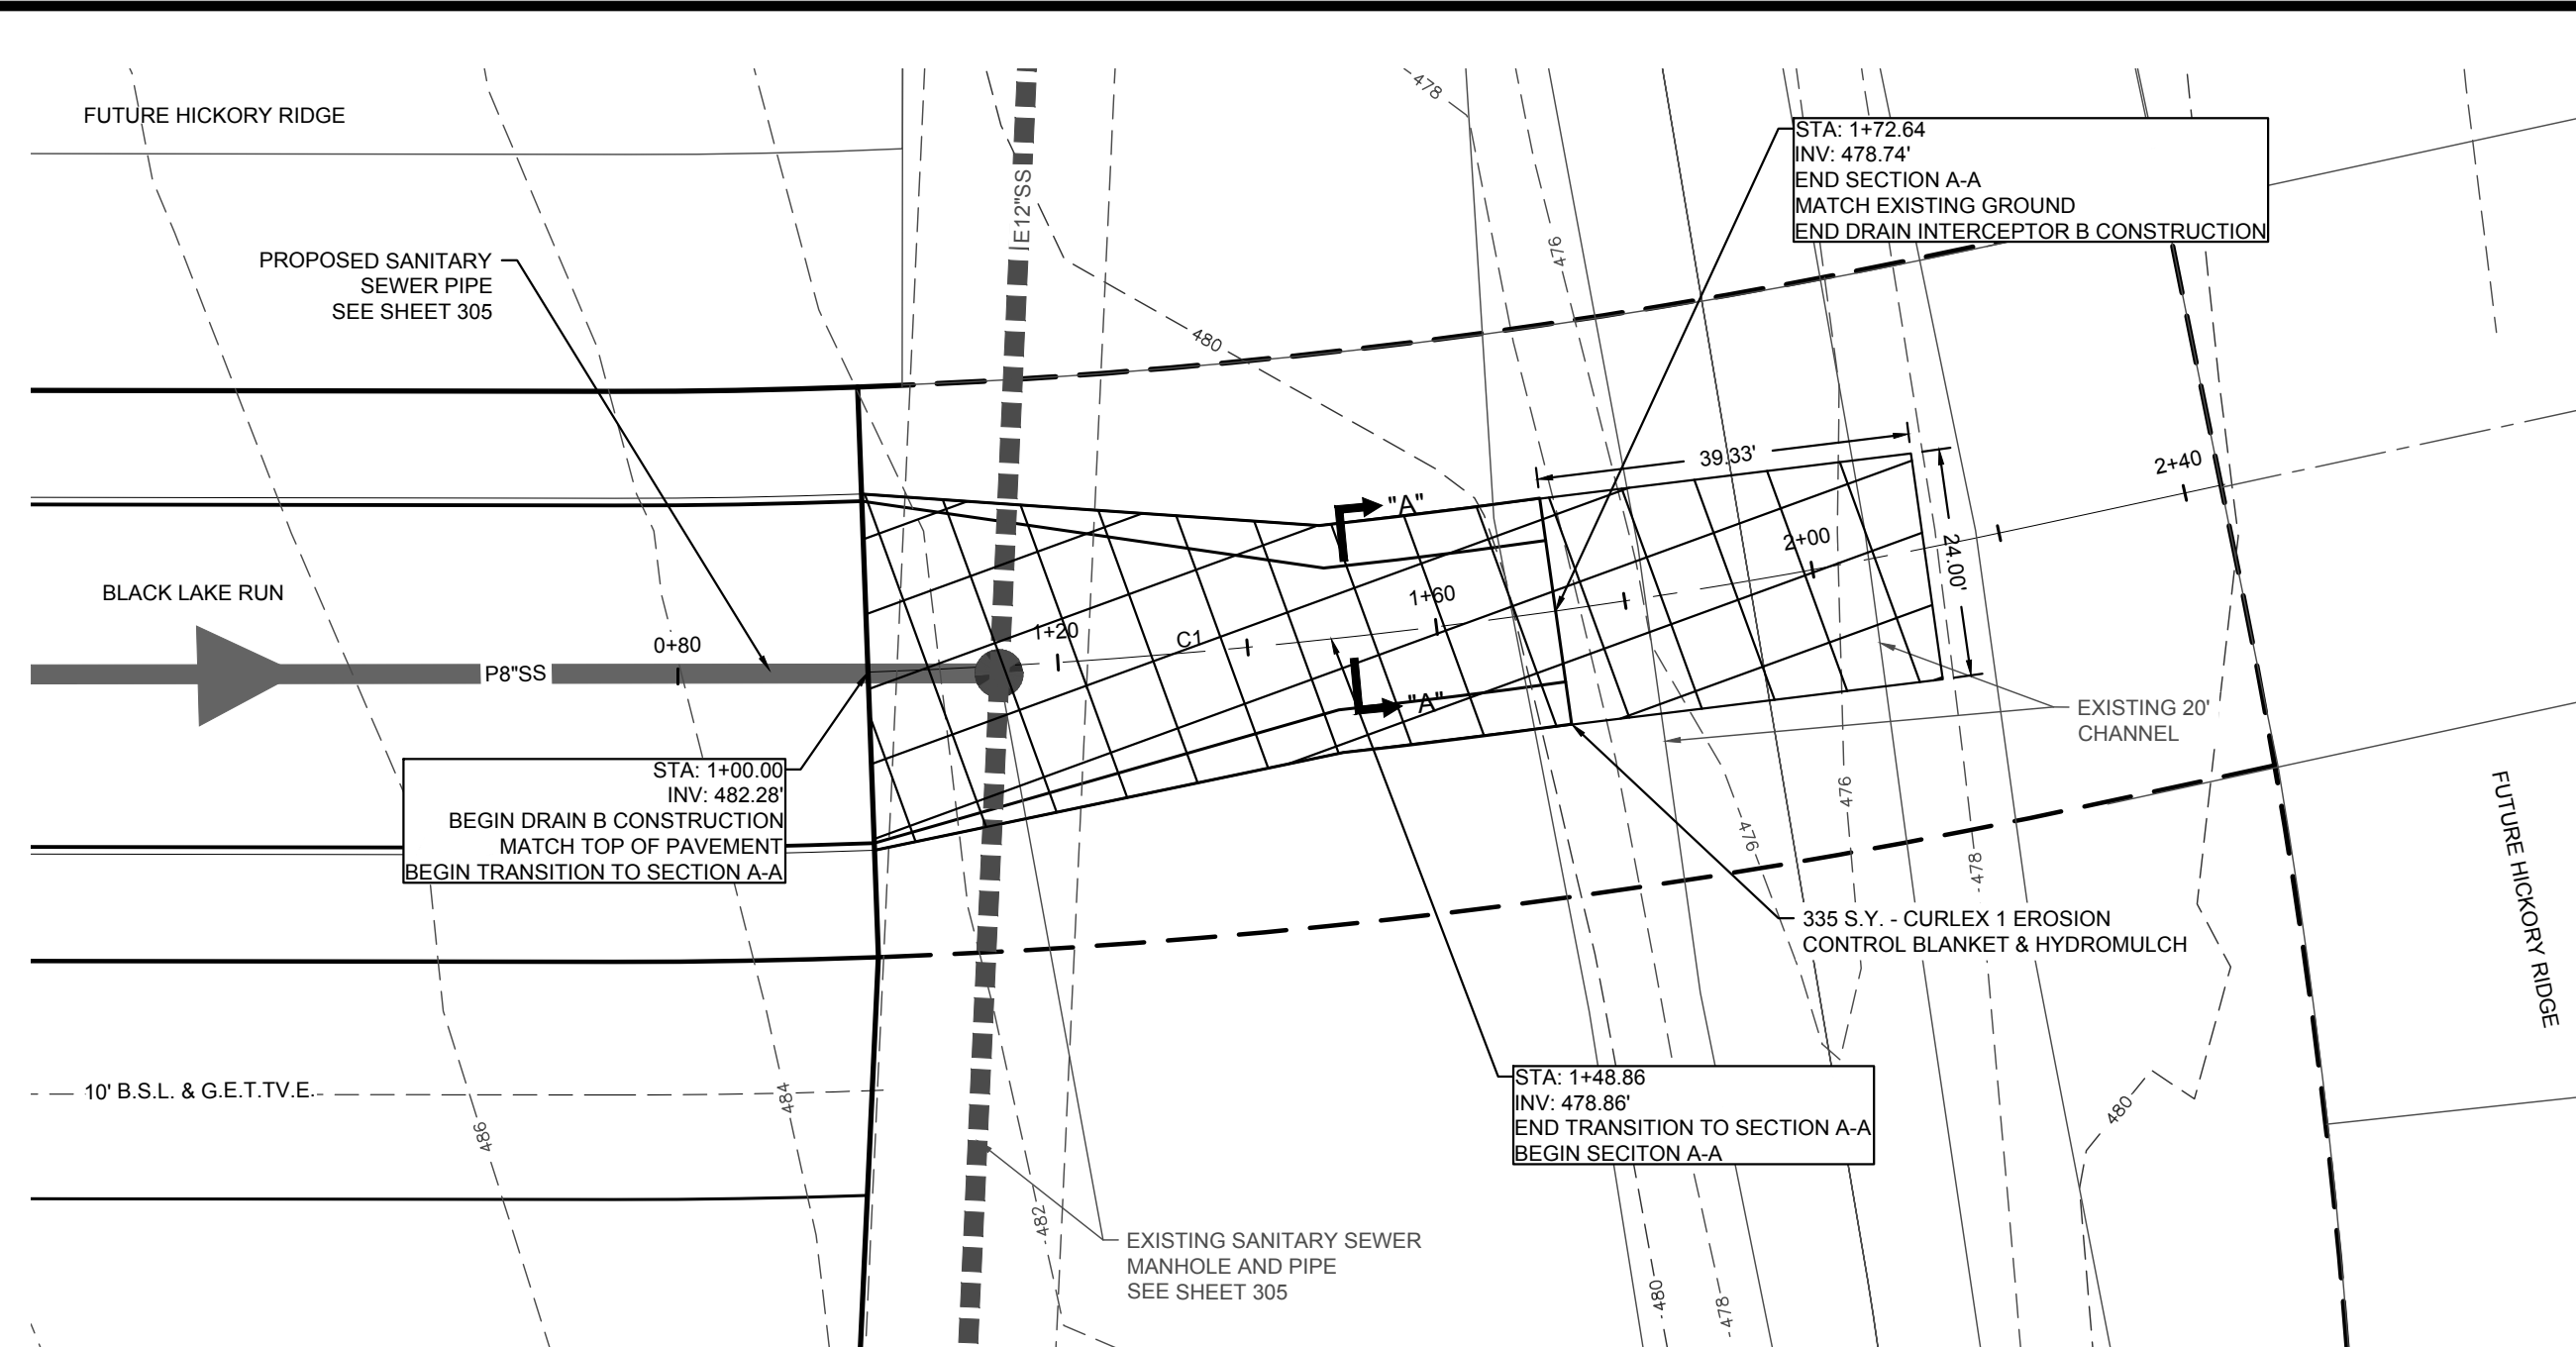 478
FUTURE HICKORY RIDGE
STA: 1+72.64
INV: 478.74'
END SECTION A-A
MATCH EXISTING GROUND
END DRAIN INTERCEPTOR B CONSTRUCTION
E12"SS
476
PROPOSED SANITARY
SEWER PIPE
SEE SHEET 305
480
39.33'
2+40
"A"
2+00
24.00'
BLACK LAKE RUN
1+60
1+20
C1
0+80
P8"SS
"A"
EXISTING 20'
CHANNEL
STA: 1+00.00
INV: 482.28'
BEGIN DRAIN B CONSTRUCTION
MATCH TOP OF PAVEMENT
BEGIN TRANSITION TO SECTION A-A
476
474
478
FUTURE HICKORY RIDGE
335 S.Y. - CURLEX 1 EROSION
CONTROL BLANKET & HYDROMULCH
10' B.S.L. & G.E.T.TV.E.
484
486
STA: 1+48.86
INV: 478.86'
END TRANSITION TO SECTION A-A
BEGIN SECITON A-A
480
482
EXISTING SANITARY SEWER
MANHOLE AND PIPE
SEE SHEET 305
480
478